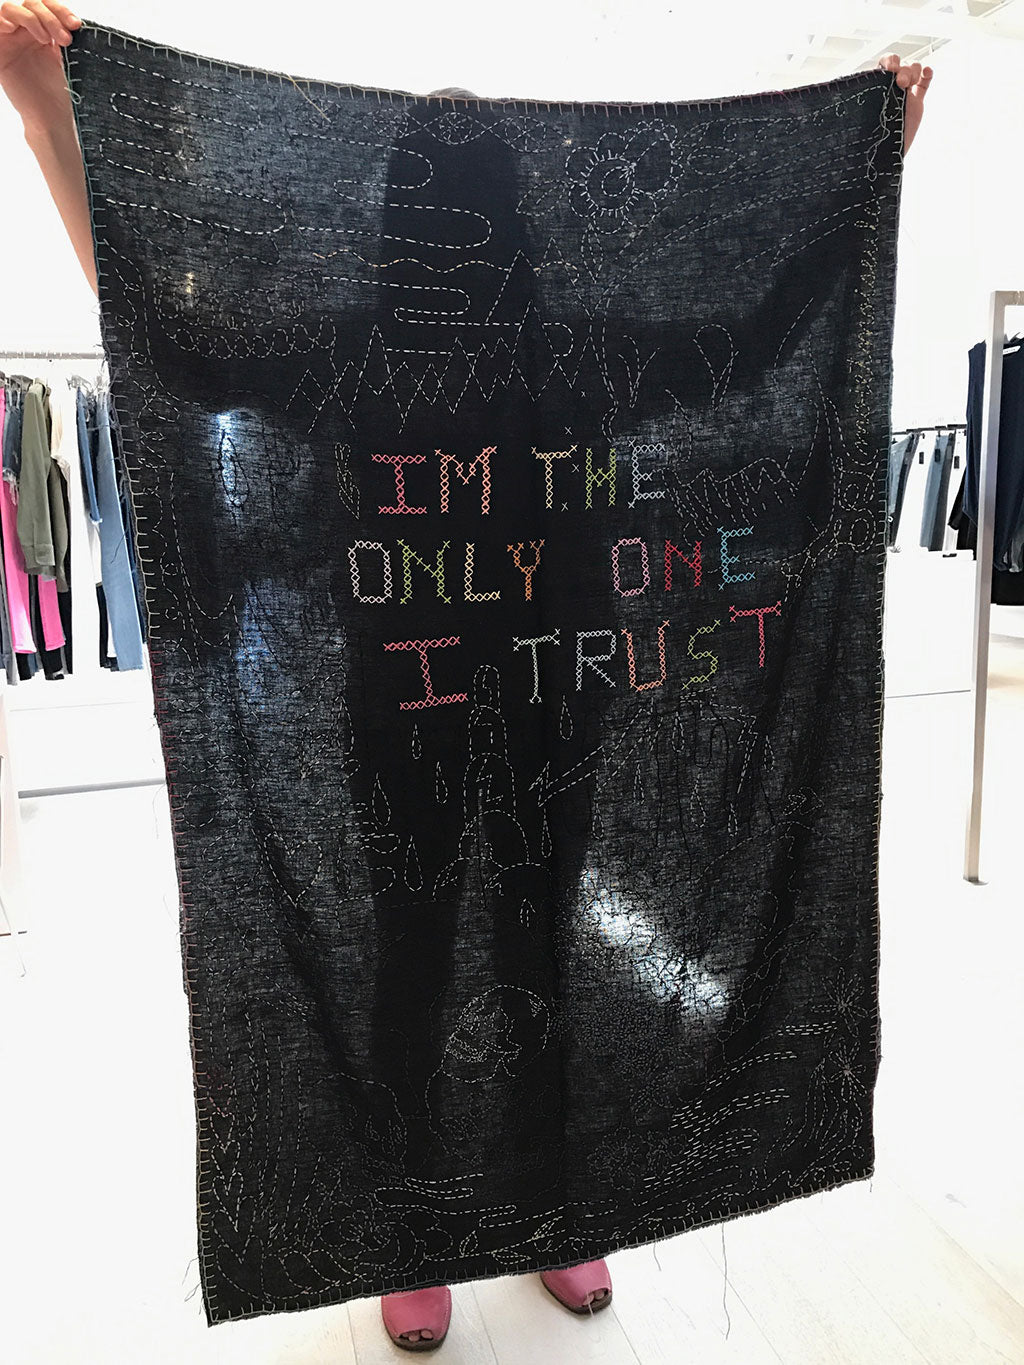 IM THE
ONLY ONE
I TRUST